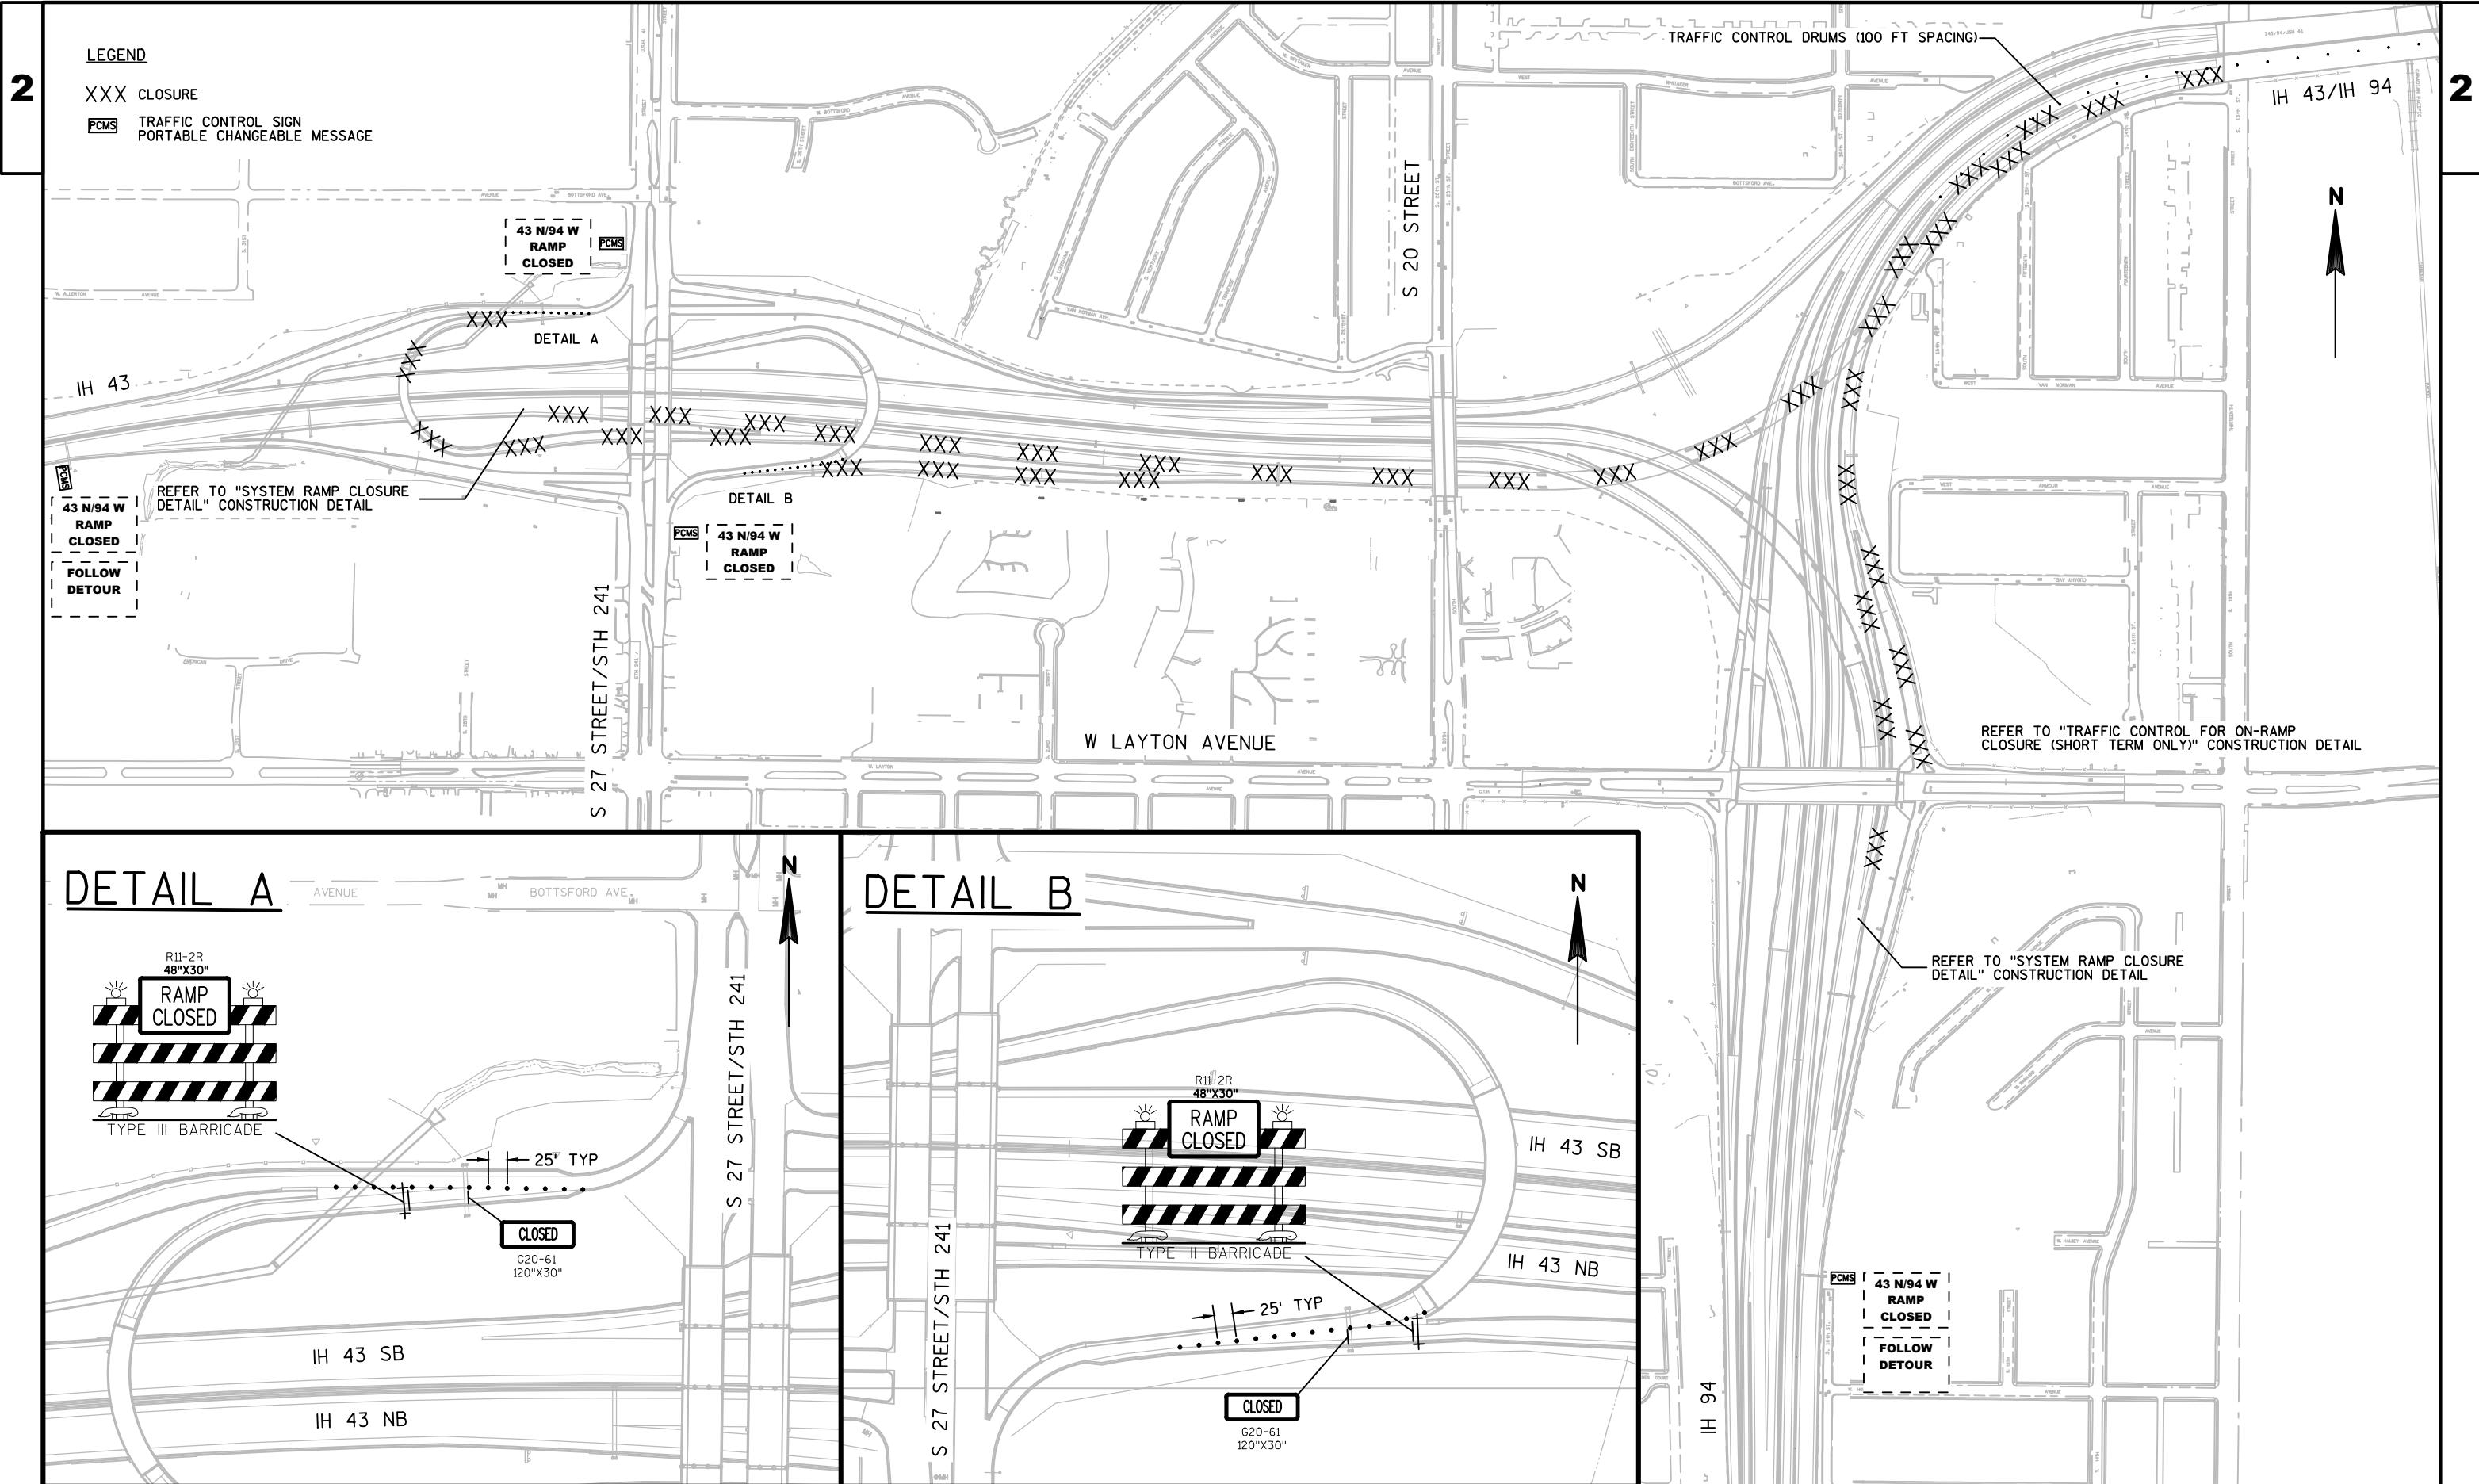 2
2
LEGEND
XXX CLOSURE
PCMS TRAFFIC CONTROL SIGN
PORTABLE CHANGEABLE MESSAGE
TRAFFIC CONTROL DRUMS (100 FT SPACING)
IH 43/IH 94
N
S 20 STREET
BOTTSFORD AVE.
43 N/94 W
RAMP
CLOSED
PCMS
DETAIL A
IH 43
PCMS
43 N/94 W
RAMP
CLOSED
FOLLOW
DETOUR
REFER TO "SYSTEM RAMP CLOSURE
DETAIL" CONSTRUCTION DETAIL
DETAIL B
PCMS
43 N/94 W
RAMP
CLOSED
S 27 STREET/STH 241
W LAYTON AVENUE
REFER TO "TRAFFIC CONTROL FOR ON-RAMP
CLOSURE (SHORT TERM ONLY)" CONSTRUCTION DETAIL
REFER TO "SYSTEM RAMP CLOSURE
DETAIL" CONSTRUCTION DETAIL
PCMS
43 N/94 W
RAMP
CLOSED
FOLLOW
DETOUR
IH 94
DETAIL A
AVENUE
BOTTSFORD AVE.
N
R11-2R
48"X30"
RAMP
CLOSED
TYPE III BARRICADE
25' TYP
CLOSED
G20-61
120"X30"
S 27 STREET/STH 241
IH 43 SB
IH 43 NB
DETAIL B
N
R11-2R
48"X30"
RAMP
CLOSED
TYPE III BARRICADE
IH 43 SB
IH 43 NB
25' TYP
CLOSED
G20-61
120"X30"
S 27 STREET/STH 241